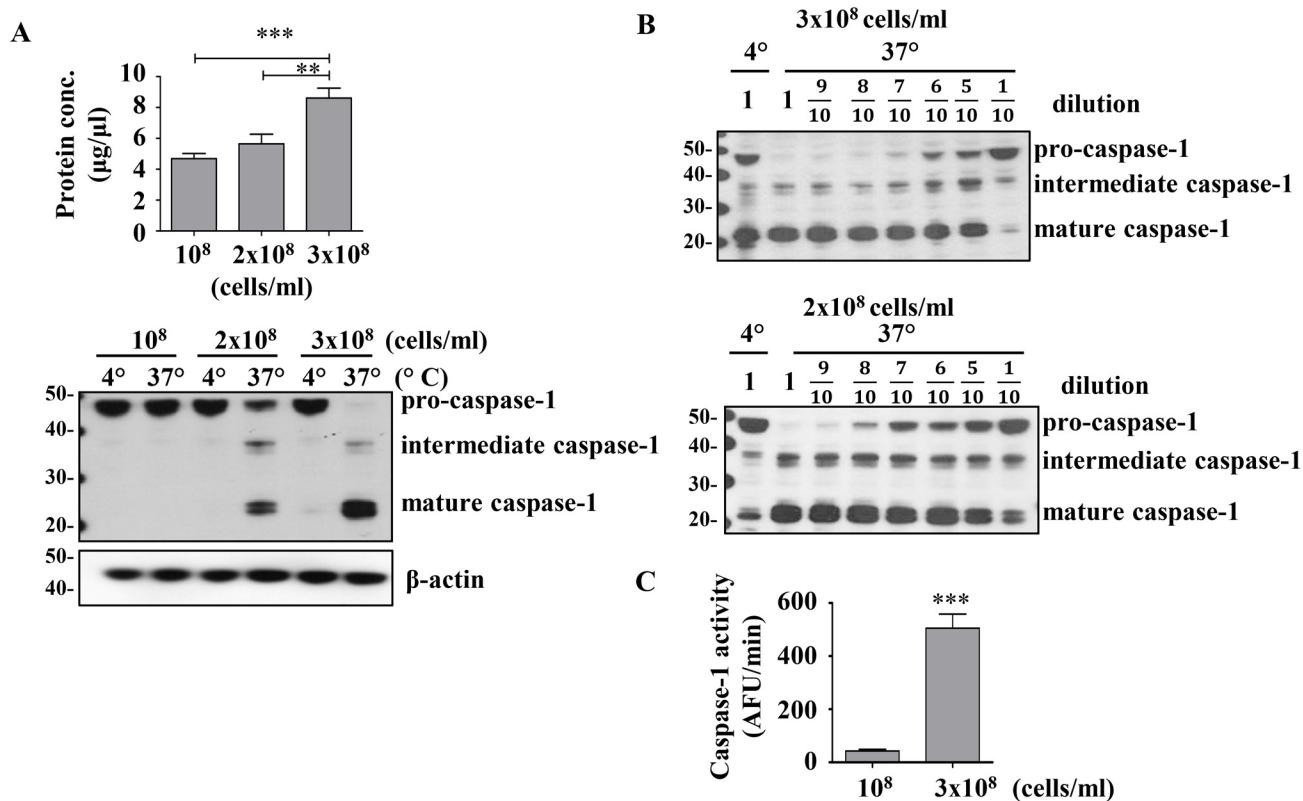 A
***
**
Protein conc.
(µg/µl)
10
8
6
4
2
0
10⁸ 2x10⁸ 3x10⁸
(cells/ml)
10⁸ 2x10⁸ 3x10⁸ (cells/ml)
4° 37° 4° 37° 4° 37° (° C)
50-
40-
30-
20-
pro-caspase-1
intermediate caspase-1
mature caspase-1
50-
40-
β-actin
B
3x10⁸ cells/ml
4° 37°
1 1 9/10 8/10 7/10 6/10 5/10 1/10 dilution
50-
40-
30-
20-
pro-caspase-1
intermediate caspase-1
mature caspase-1
2x10⁸ cells/ml
4° 37°
1 1 9/10 8/10 7/10 6/10 5/10 1/10 dilution
50-
40-
30-
20-
pro-caspase-1
intermediate caspase-1
mature caspase-1
C
Caspase-1 activity
(AFU/min)
600
400
200
0
***
10⁸ 3x10⁸ (cells/ml)